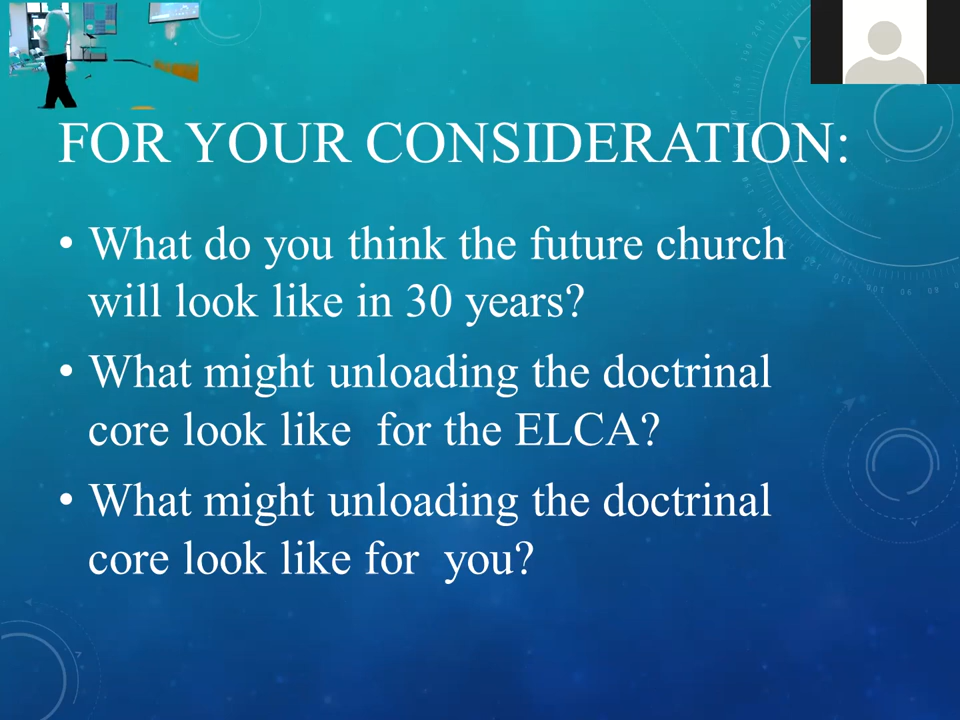 FOR YOUR CONSIDERATION:
• What do you think the future church
will look like in 30 years?
• What might unloading the doctrinal
core look like  for the ELCA?
• What might unloading the doctrinal
core look like for  you?